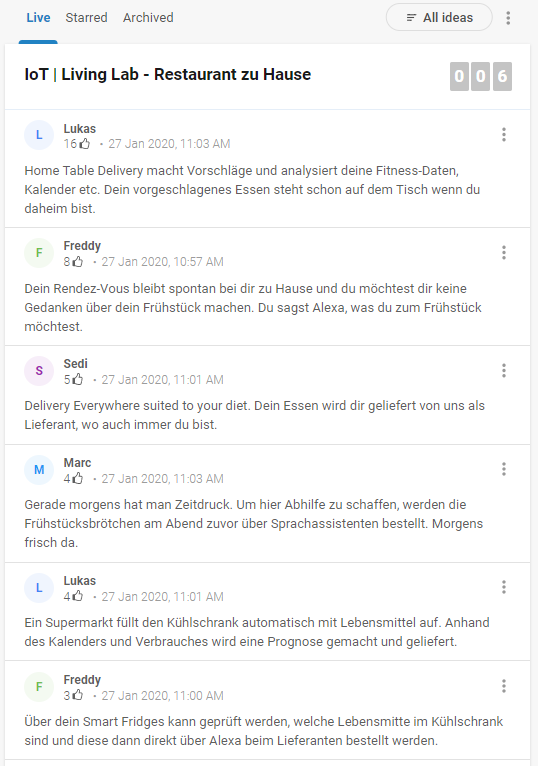 Live Starred Archived All ideas
IoT | Living Lab - Restaurant zu Hause 0 0 6
L Lukas
16 • 27 Jan 2020, 11:03 AM
Home Table Delivery macht Vorschläge und analysiert deine Fitness-Daten,
Kalender etc. Dein vorgeschlagenes Essen steht schon auf dem Tisch wenn du
daheim bist.
F Freddy
8 • 27 Jan 2020, 10:57 AM
Dein Rendez-Vous bleibt spontan bei dir zu Hause und du möchtest dir keine
Gedanken über dein Frühstück machen. Du sagst Alexa, was du zum Frühstück
möchtest.
S Sedi
5 • 27 Jan 2020, 11:01 AM
Delivery Everywhere suited to your diet. Dein Essen wird dir geliefert von uns als
Lieferant, wo auch immer du bist.
M Marc
4 • 27 Jan 2020, 11:03 AM
Gerade morgens hat man Zeitdruck. Um hier Abhilfe zu schaffen, werden die
Frühstücksbrötchen am Abend zuvor über Sprachassistenten bestellt. Morgens
frisch da.
L Lukas
4 • 27 Jan 2020, 11:01 AM
Ein Supermarkt füllt den Kühlschrank automatisch mit Lebensmittel auf. Anhand
des Kalenders und Verbrauches wird eine Prognose gemacht und geliefert.
F Freddy
3 • 27 Jan 2020, 11:00 AM
Über dein Smart Fridges kann geprüft werden, welche Lebensmitte im Kühlschrank
sind und diese dann direkt über Alexa beim Lieferanten bestellt werden.